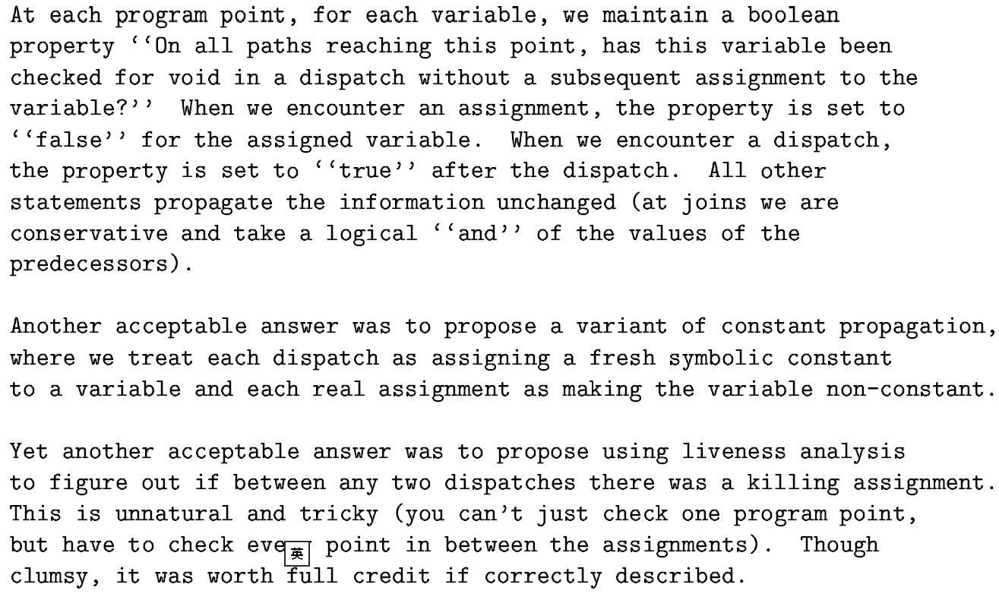 At each program point, for each variable, we maintain a boolean
property ‘‘On all paths reaching this point, has this variable been
checked for void in a dispatch without a subsequent assignment to the
variable?’’  When we encounter an assignment, the property is set to
‘‘false’’ for the assigned variable.  When we encounter a dispatch,
the property is set to ‘‘true’’ after the dispatch.  All other
statements propagate the information unchanged (at joins we are
conservative and take a logical ‘‘and’’ of the values of the
predecessors).
Another acceptable answer was to propose a variant of constant propagation,
where we treat each dispatch as assigning a fresh symbolic constant
to a variable and each real assignment as making the variable non-constant.
Yet another acceptable answer was to propose using liveness analysis
to figure out if between any two dispatches there was a killing assignment.
This is unnatural and tricky (you can’t just check one program point,
but have to check point in between the assignments).  Though
英
clumsy, it was worth full credit if correctly described.